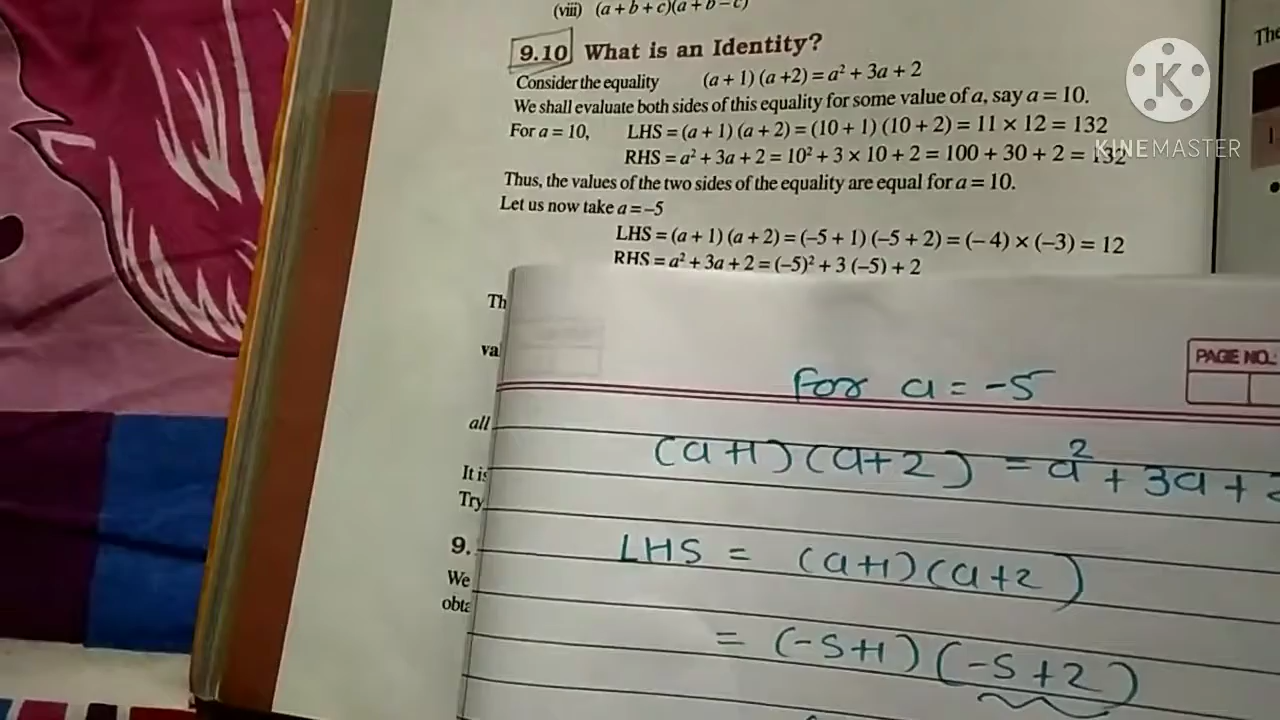 (viii) (a + b + c)(a + b – c)
9.10 What is an Identity?
Consider the equality (a + 1) (a +2) = a² + 3a + 2
We shall evaluate both sides of this equality for some value of a, say a = 10.
For a = 10, LHS = (a + 1) (a + 2) = (10 + 1) (10 + 2) = 11 × 12 = 132
RHS = a² + 3a + 2 = 10² + 3 × 10 + 2 = 100 + 30 + 2 = 132
Thus, the values of the two sides of the equality are equal for a = 10.
Let us now take a = –5
LHS = (a + 1) (a + 2) = (–5 + 1) (–5 + 2) = (– 4) × (–3) = 12
RHS = a² + 3a + 2 = (–5)² + 3 (–5) + 2
Th
va
all
It is
Try
9.
We
obta
PAGE NO.:
For a = -5
(a+1) (a+2) = a² + 3a + 2
LHS = (a+1) (a+2)
= (-5+1) (-5+2)
The
K
KINEMASTER